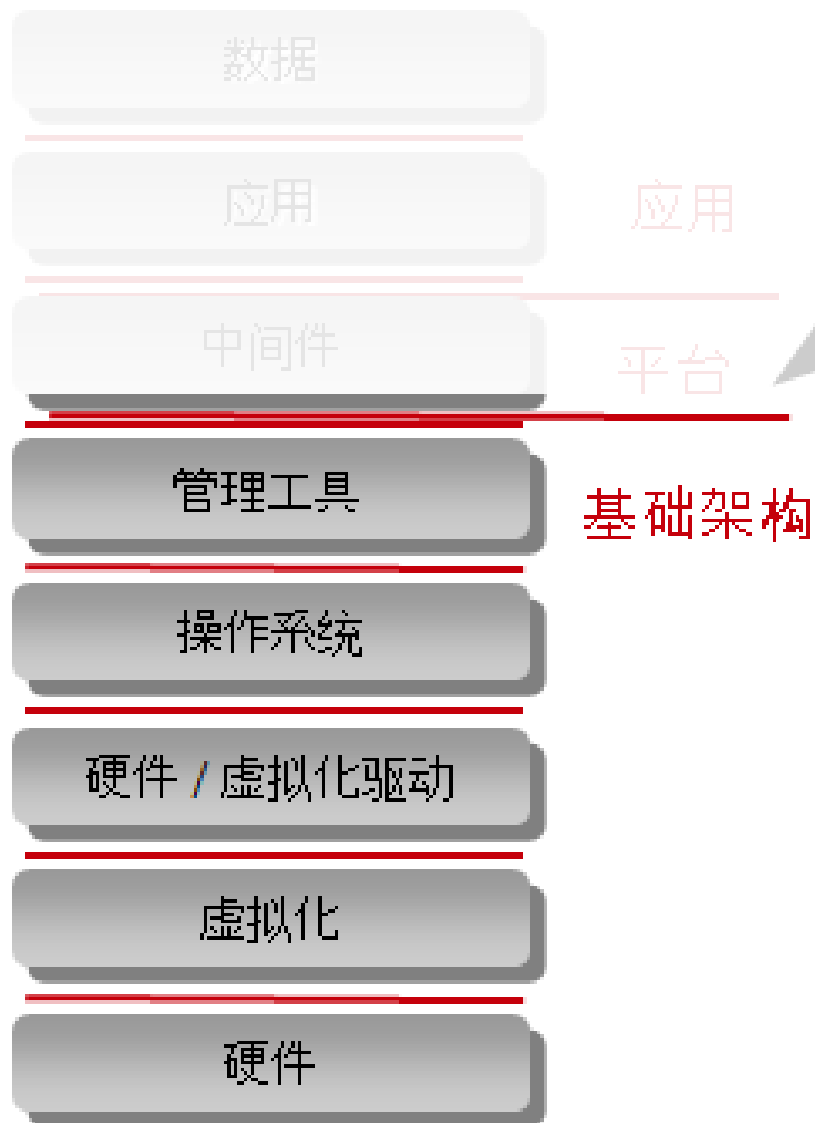 数据
应用
应用
中间件
平台
管理工具
基础架构
操作系统
硬件 / 虚拟化驱动
虚拟化
硬件